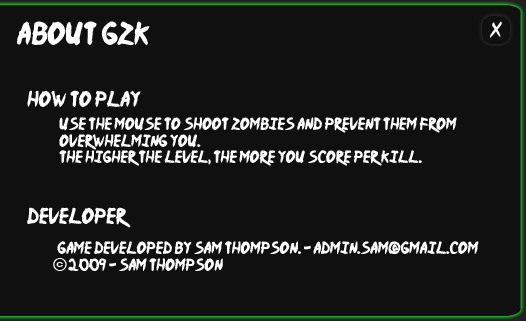 ABOUT GZK
X
HOW TO PLAY
USE THE MOUSE TO SHOOT ZOMBIES AND PREVENT THEM FROM
OVERWHELMING YOU.
THE HIGHER THE LEVEL, THE MORE YOU SCORE PER KILL.
DEVELOPER
GAME DEVELOPED BY SAM THOMPSON. - ADMIN.SAM@GMAIL.COM
©2009 - SAM THOMPSON